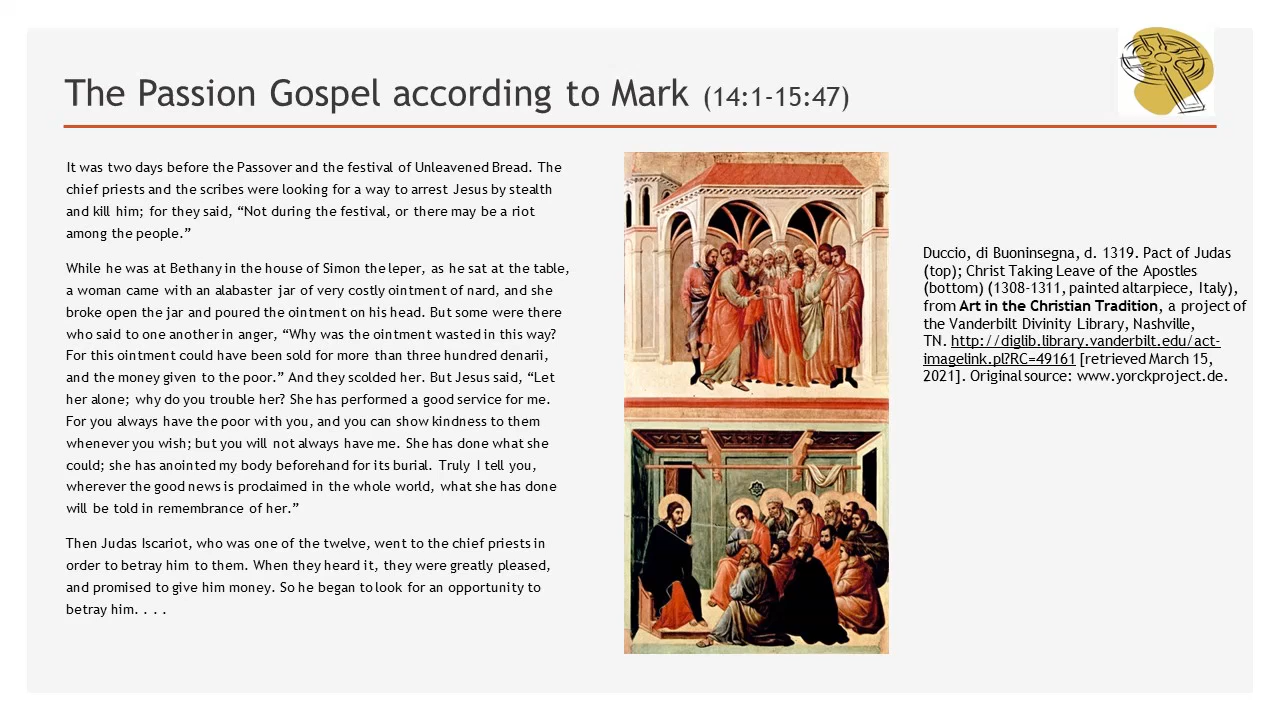 The Passion Gospel according to Mark (14:1-15:47)
It was two days before the Passover and the festival of Unleavened Bread. The
chief priests and the scribes were looking for a way to arrest Jesus by stealth
and kill him; for they said, “Not during the festival, or there may be a riot
among the people.”
While he was at Bethany in the house of Simon the leper, as he sat at the table,
a woman came with an alabaster jar of very costly ointment of nard, and she
broke open the jar and poured the ointment on his head. But some were there
who said to one another in anger, “Why was the ointment wasted in this way?
For this ointment could have been sold for more than three hundred denarii,
and the money given to the poor.” And they scolded her. But Jesus said, “Let
her alone; why do you trouble her? She has performed a good service for me.
For you always have the poor with you, and you can show kindness to them
whenever you wish; but you will not always have me. She has done what she
could; she has anointed my body beforehand for its burial. Truly I tell you,
wherever the good news is proclaimed in the whole world, what she has done
will be told in remembrance of her.”
Then Judas Iscariot, who was one of the twelve, went to the chief priests in
order to betray him to them. When they heard it, they were greatly pleased,
and promised to give him money. So he began to look for an opportunity to
betray him. . . .
Duccio, di Buoninsegna, d. 1319. Pact of Judas
(top); Christ Taking Leave of the Apostles
(bottom) (1308-1311, painted altarpiece, Italy),
from Art in the Christian Tradition, a project of
the Vanderbilt Divinity Library, Nashville,
TN. http://diglib.library.vanderbilt.edu/act-
imagelink.pl?RC=49161 [retrieved March 15,
2021]. Original source: www.yorckproject.de.